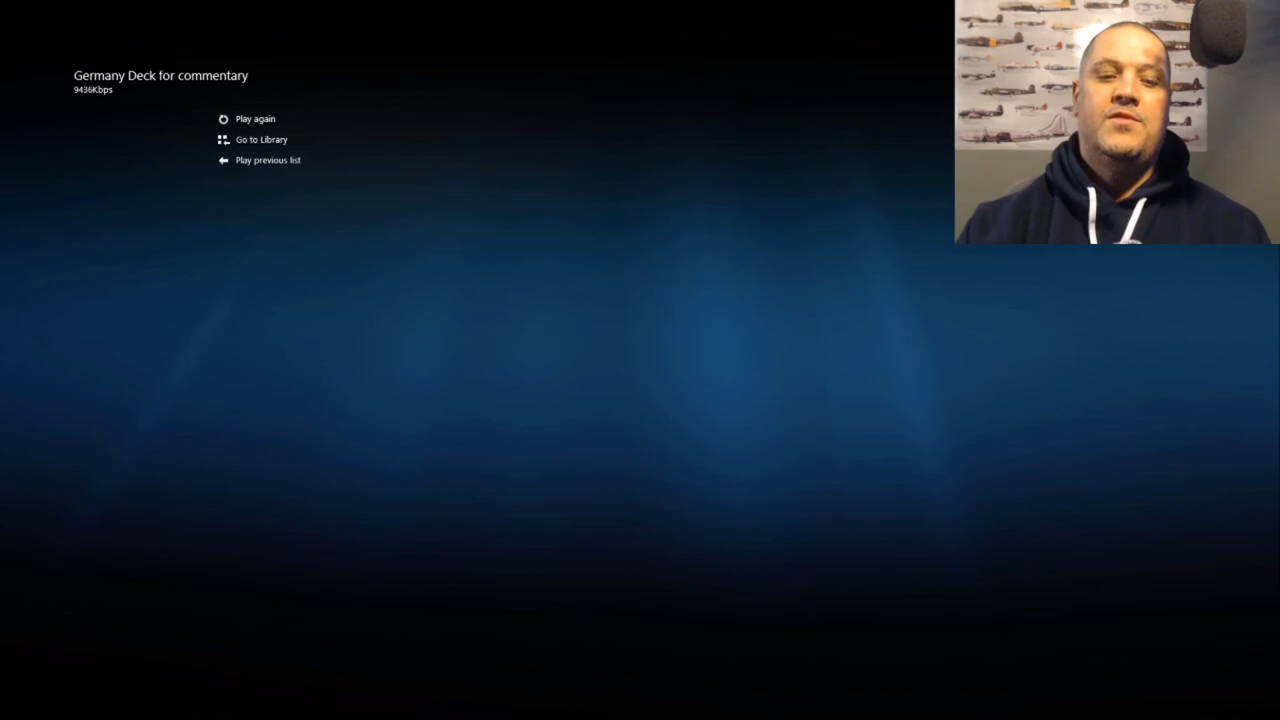 Germany Deck for commentary
9436Kbps
Play again
Go to Library
Play previous list